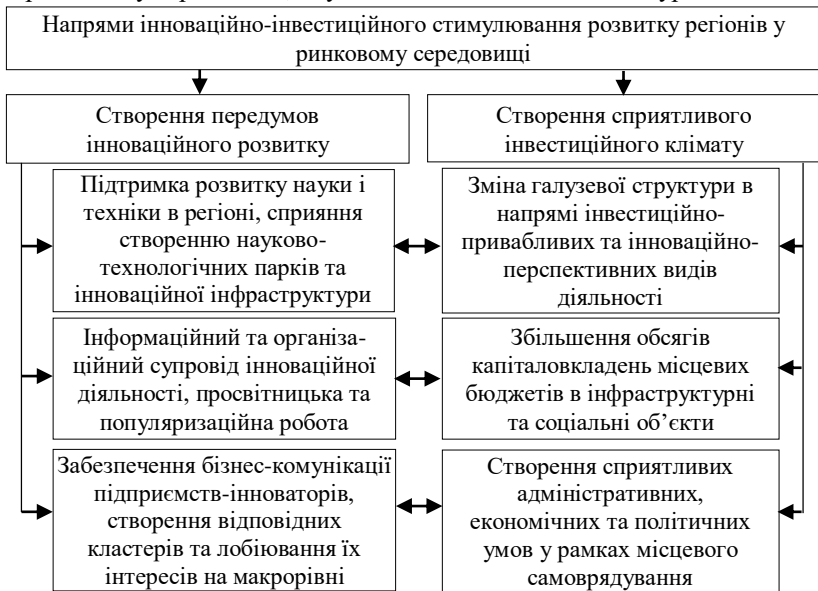 Напрями інноваційно-інвестиційного стимулювання розвитку регіонів у
ринковому середовищі
Створення передумов
інноваційного розвитку
Створення сприятливого
інвестиційного клімату
Підтримка розвитку науки і
техніки в регіоні, сприяння
створенню науково-
технологічних парків та
інноваційної інфраструктури
Зміна галузевої структури в
напрямі інвестиційно-
привабливих та інноваційно-
перспективних видів
діяльності
Інформаційний та організа-
ційний супровід інноваційної
діяльності, просвітницька та
популяризаційна робота
Збільшення обсягів
капіталовкладень місцевих
бюджетів в інфраструктурні
та соціальні об’єкти
Забезпечення бізнес-комунікації
підприємств-інноваторів,
створення відповідних
кластерів та лобіювання їх
інтересів на макрорівні
Створення сприятливих
адміністративних,
економічних та політичних
умов у рамках місцевого
самоврядування